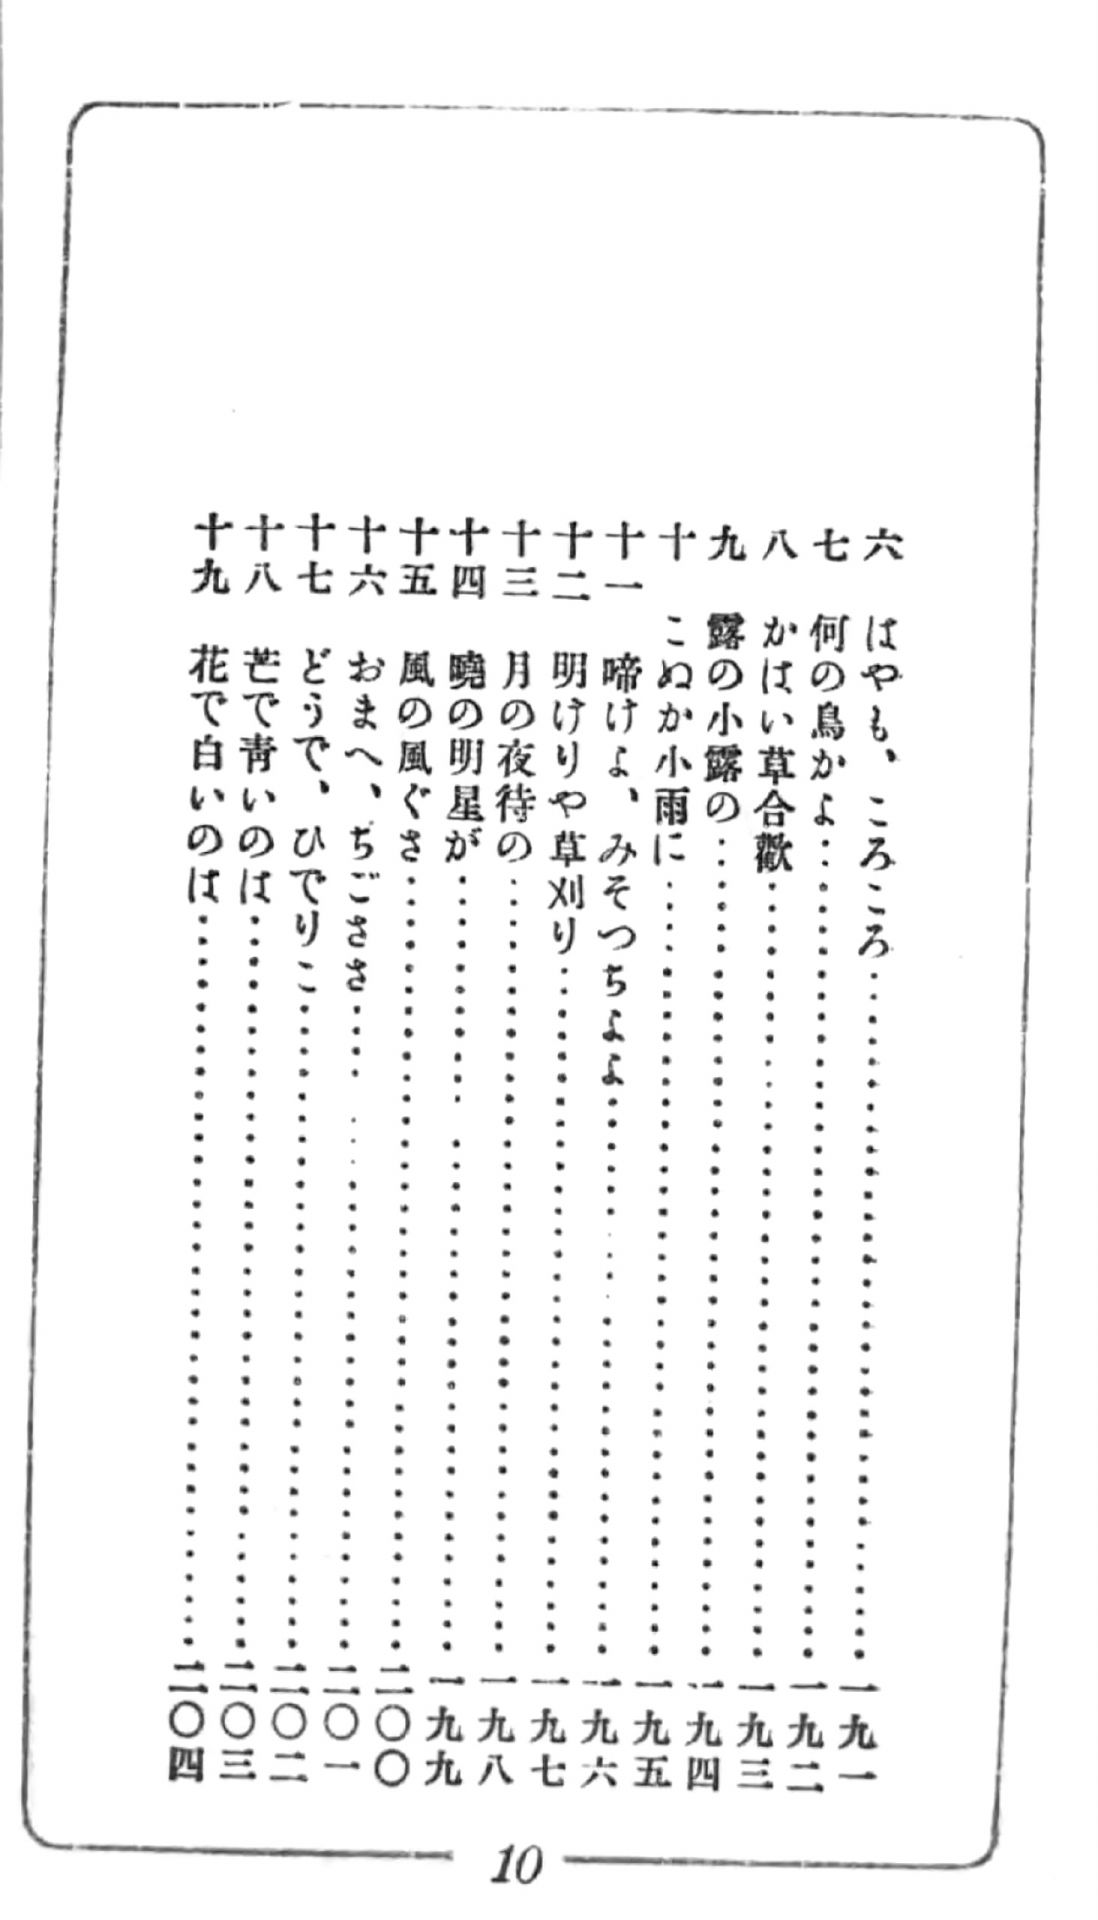 六 はやも、ころころ……一九一
七 何の鳥かよ……一九二
八 かはい草合歡……一九三
九 露の小露の……一九四
十 こぬか小雨に……一九五
十一 啼けよ、みそつちよよ……一九六
十二 明けりや草刈り……一九七
十三 月の夜待の……一九八
十四 曉の明星が……一九九
十五 風の風ぐさ……二〇〇
十六 おまへ、ちごささ……二〇一
十七 どうで、ひでりこ……二〇二
十八 芒で靑いのは……二〇三
十九 花で白いのは……二〇四
10